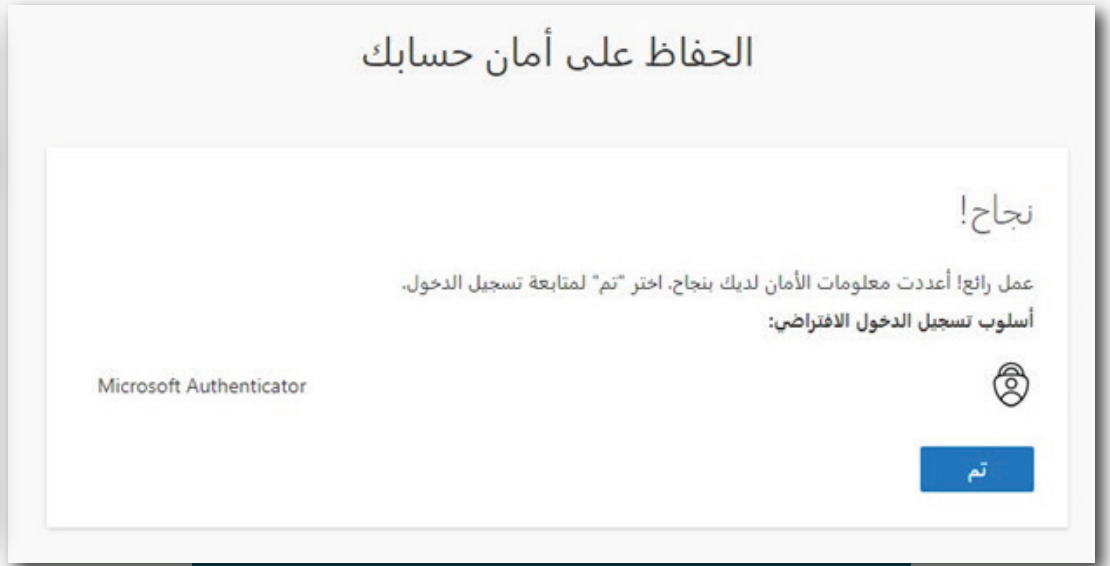 الحفاظ على أمان حسابك
نجاح!
عمل رائع! أعددت معلومات الأمان لديك بنجاح. اختر "تم" لمتابعة تسجيل الدخول.
أسلوب تسجيل الدخول الافتراضي:
Microsoft Authenticator
تم